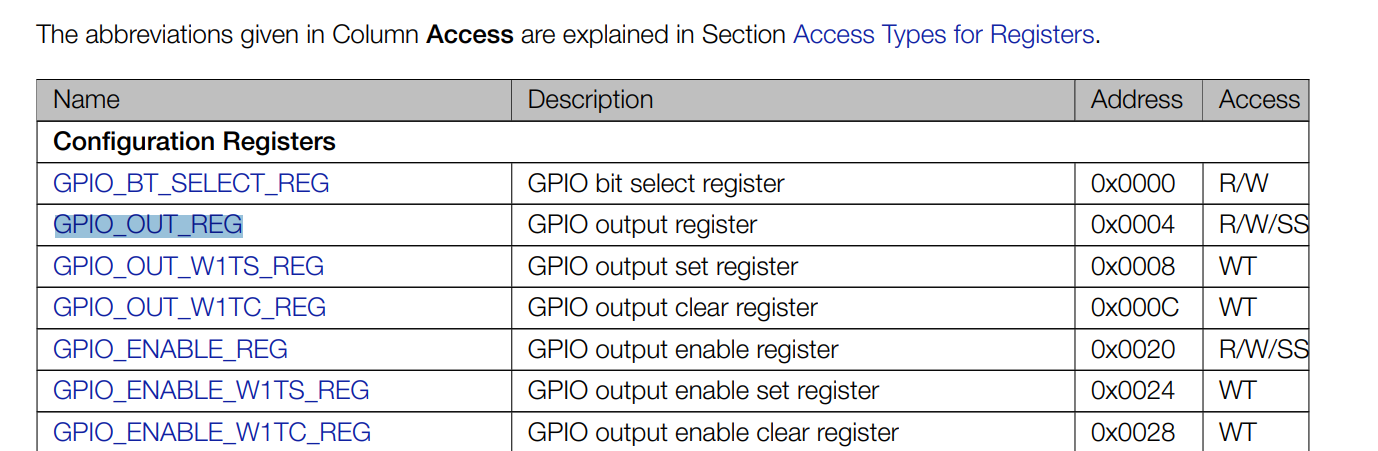 The abbreviations given in Column Access are explained in Section Access Types for Registers.
Name Description Address Access
Configuration Registers
GPIO_BT_SELECT_REG GPIO bit select register 0x0000 R/W
GPIO_OUT_REG GPIO output register 0x0004 R/W/SS
GPIO_OUT_W1TS_REG GPIO output set register 0x0008 WT
GPIO_OUT_W1TC_REG GPIO output clear register 0x000C WT
GPIO_ENABLE_REG GPIO output enable register 0x0020 R/W/SS
GPIO_ENABLE_W1TS_REG GPIO output enable set register 0x0024 WT
GPIO_ENABLE_W1TC_REG GPIO output enable clear register 0x0028 WT